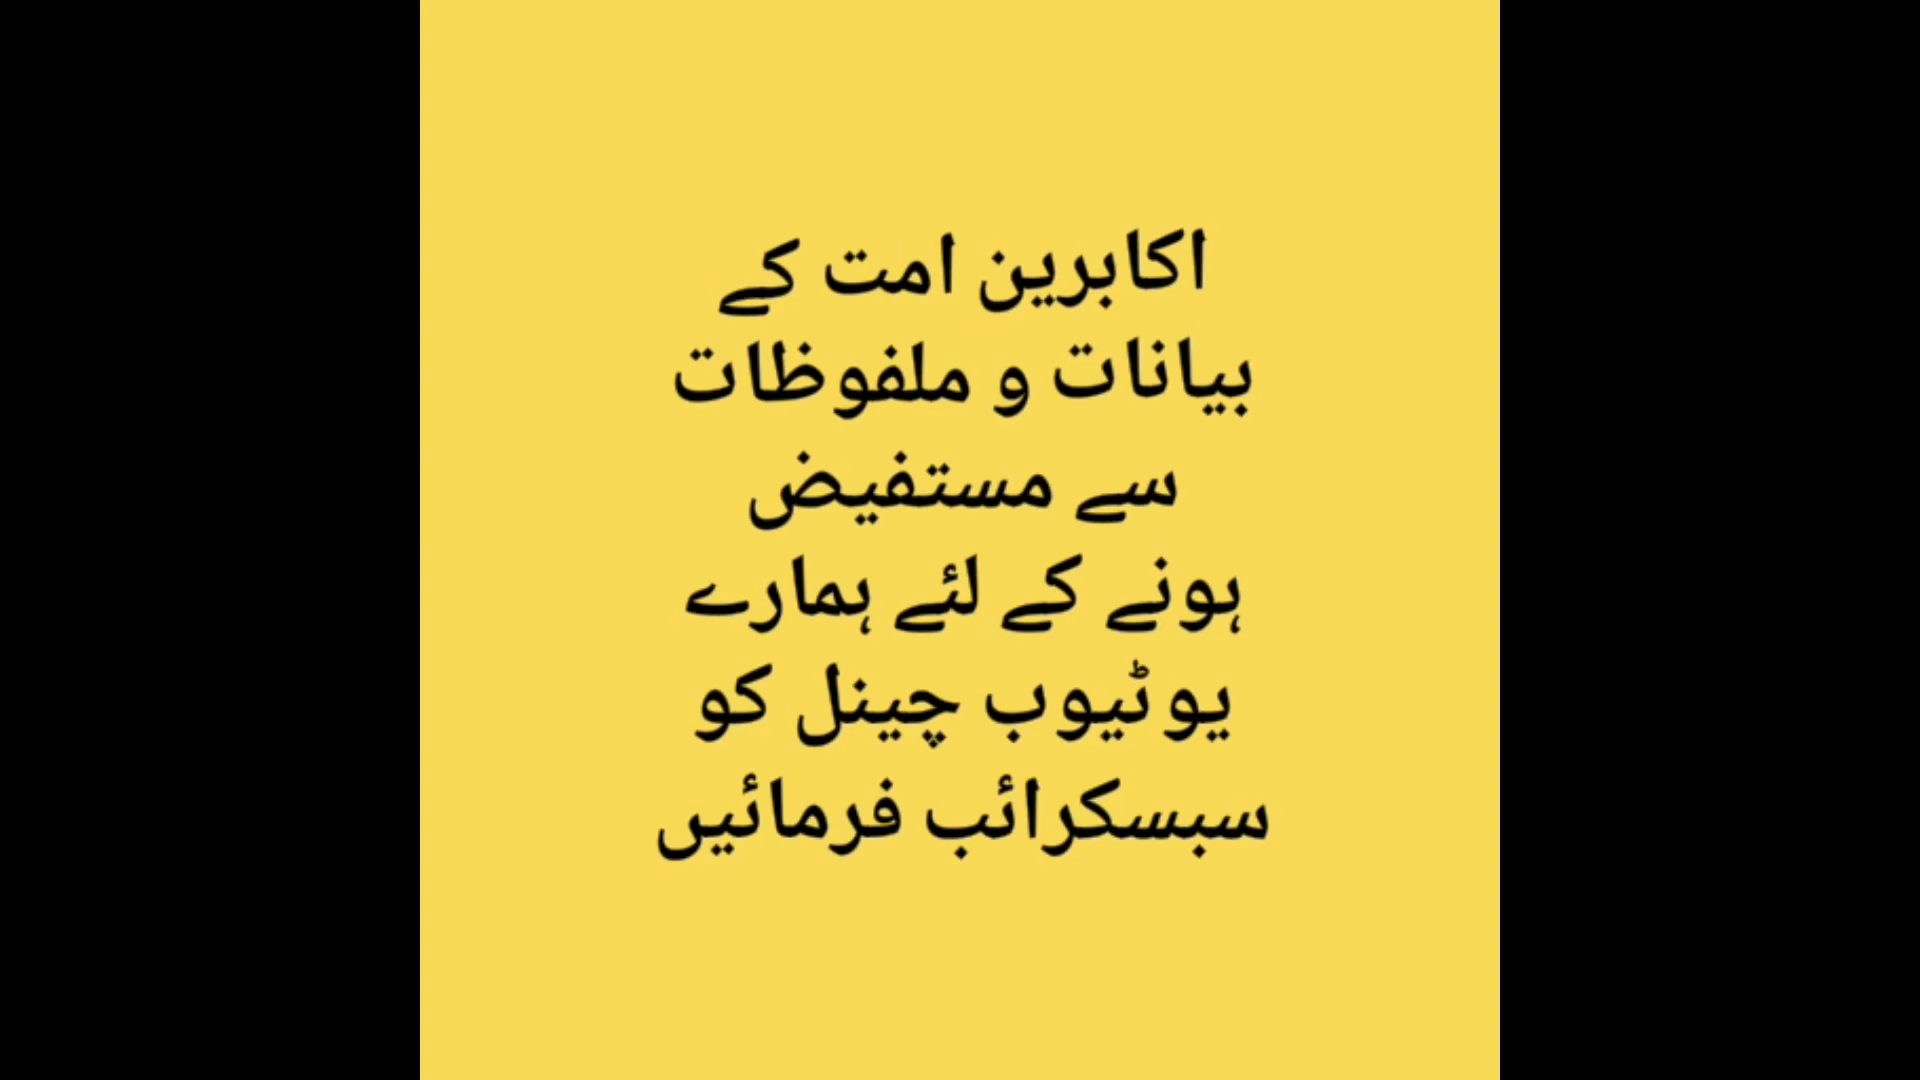 اکابرین امت کے
بیانات و ملفوظات
سے مستفیض
ہونے کے لئے ہمارے
یوٹیوب چینل کو
سبسکرائب فرمائیں